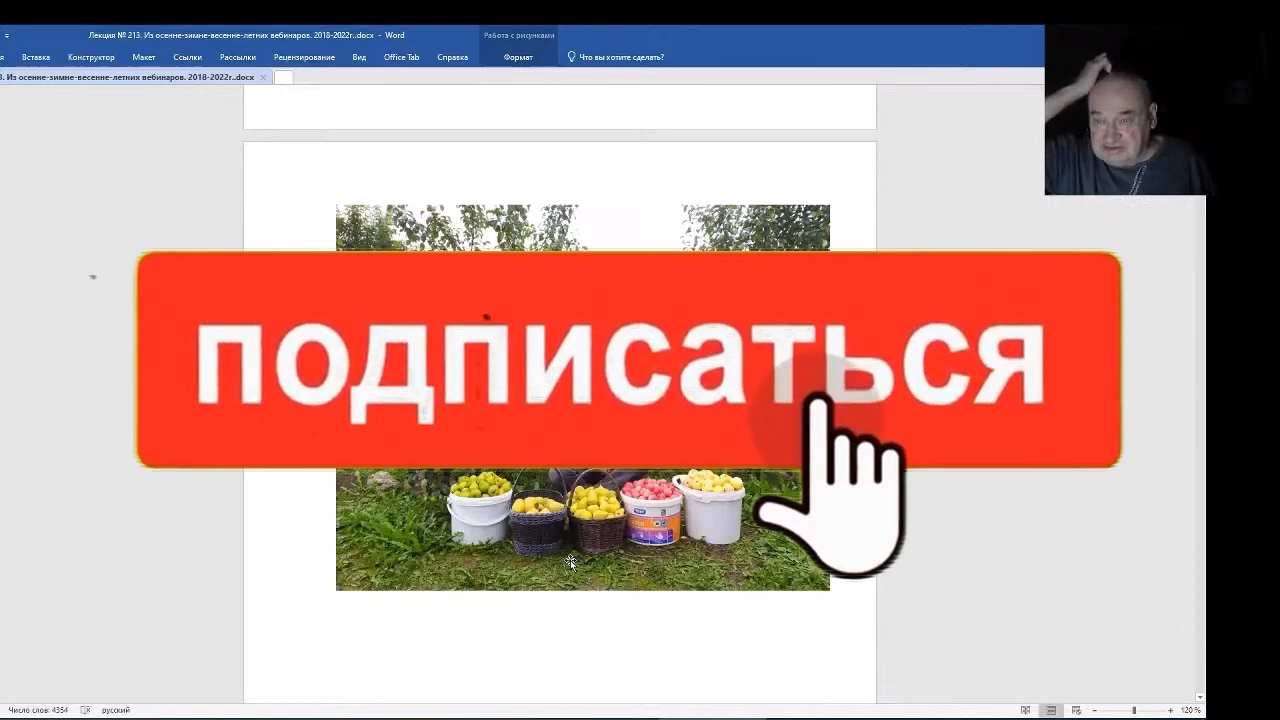 Лекция № 213. Из осенне-зимне-весенне-летних вебинаров. 2018-2022г..docx - Word
Работа с рисунками
Вставка Конструктор Макет Ссылки Рассылки Рецензирование Вид Office Tab Справка Формат Что вы хотите сделать?
3. Из осенне-зимне-весенне-летних вебинаров. 2018-2022г..docx
подписаться
Число слов: 4354 русский 120 %